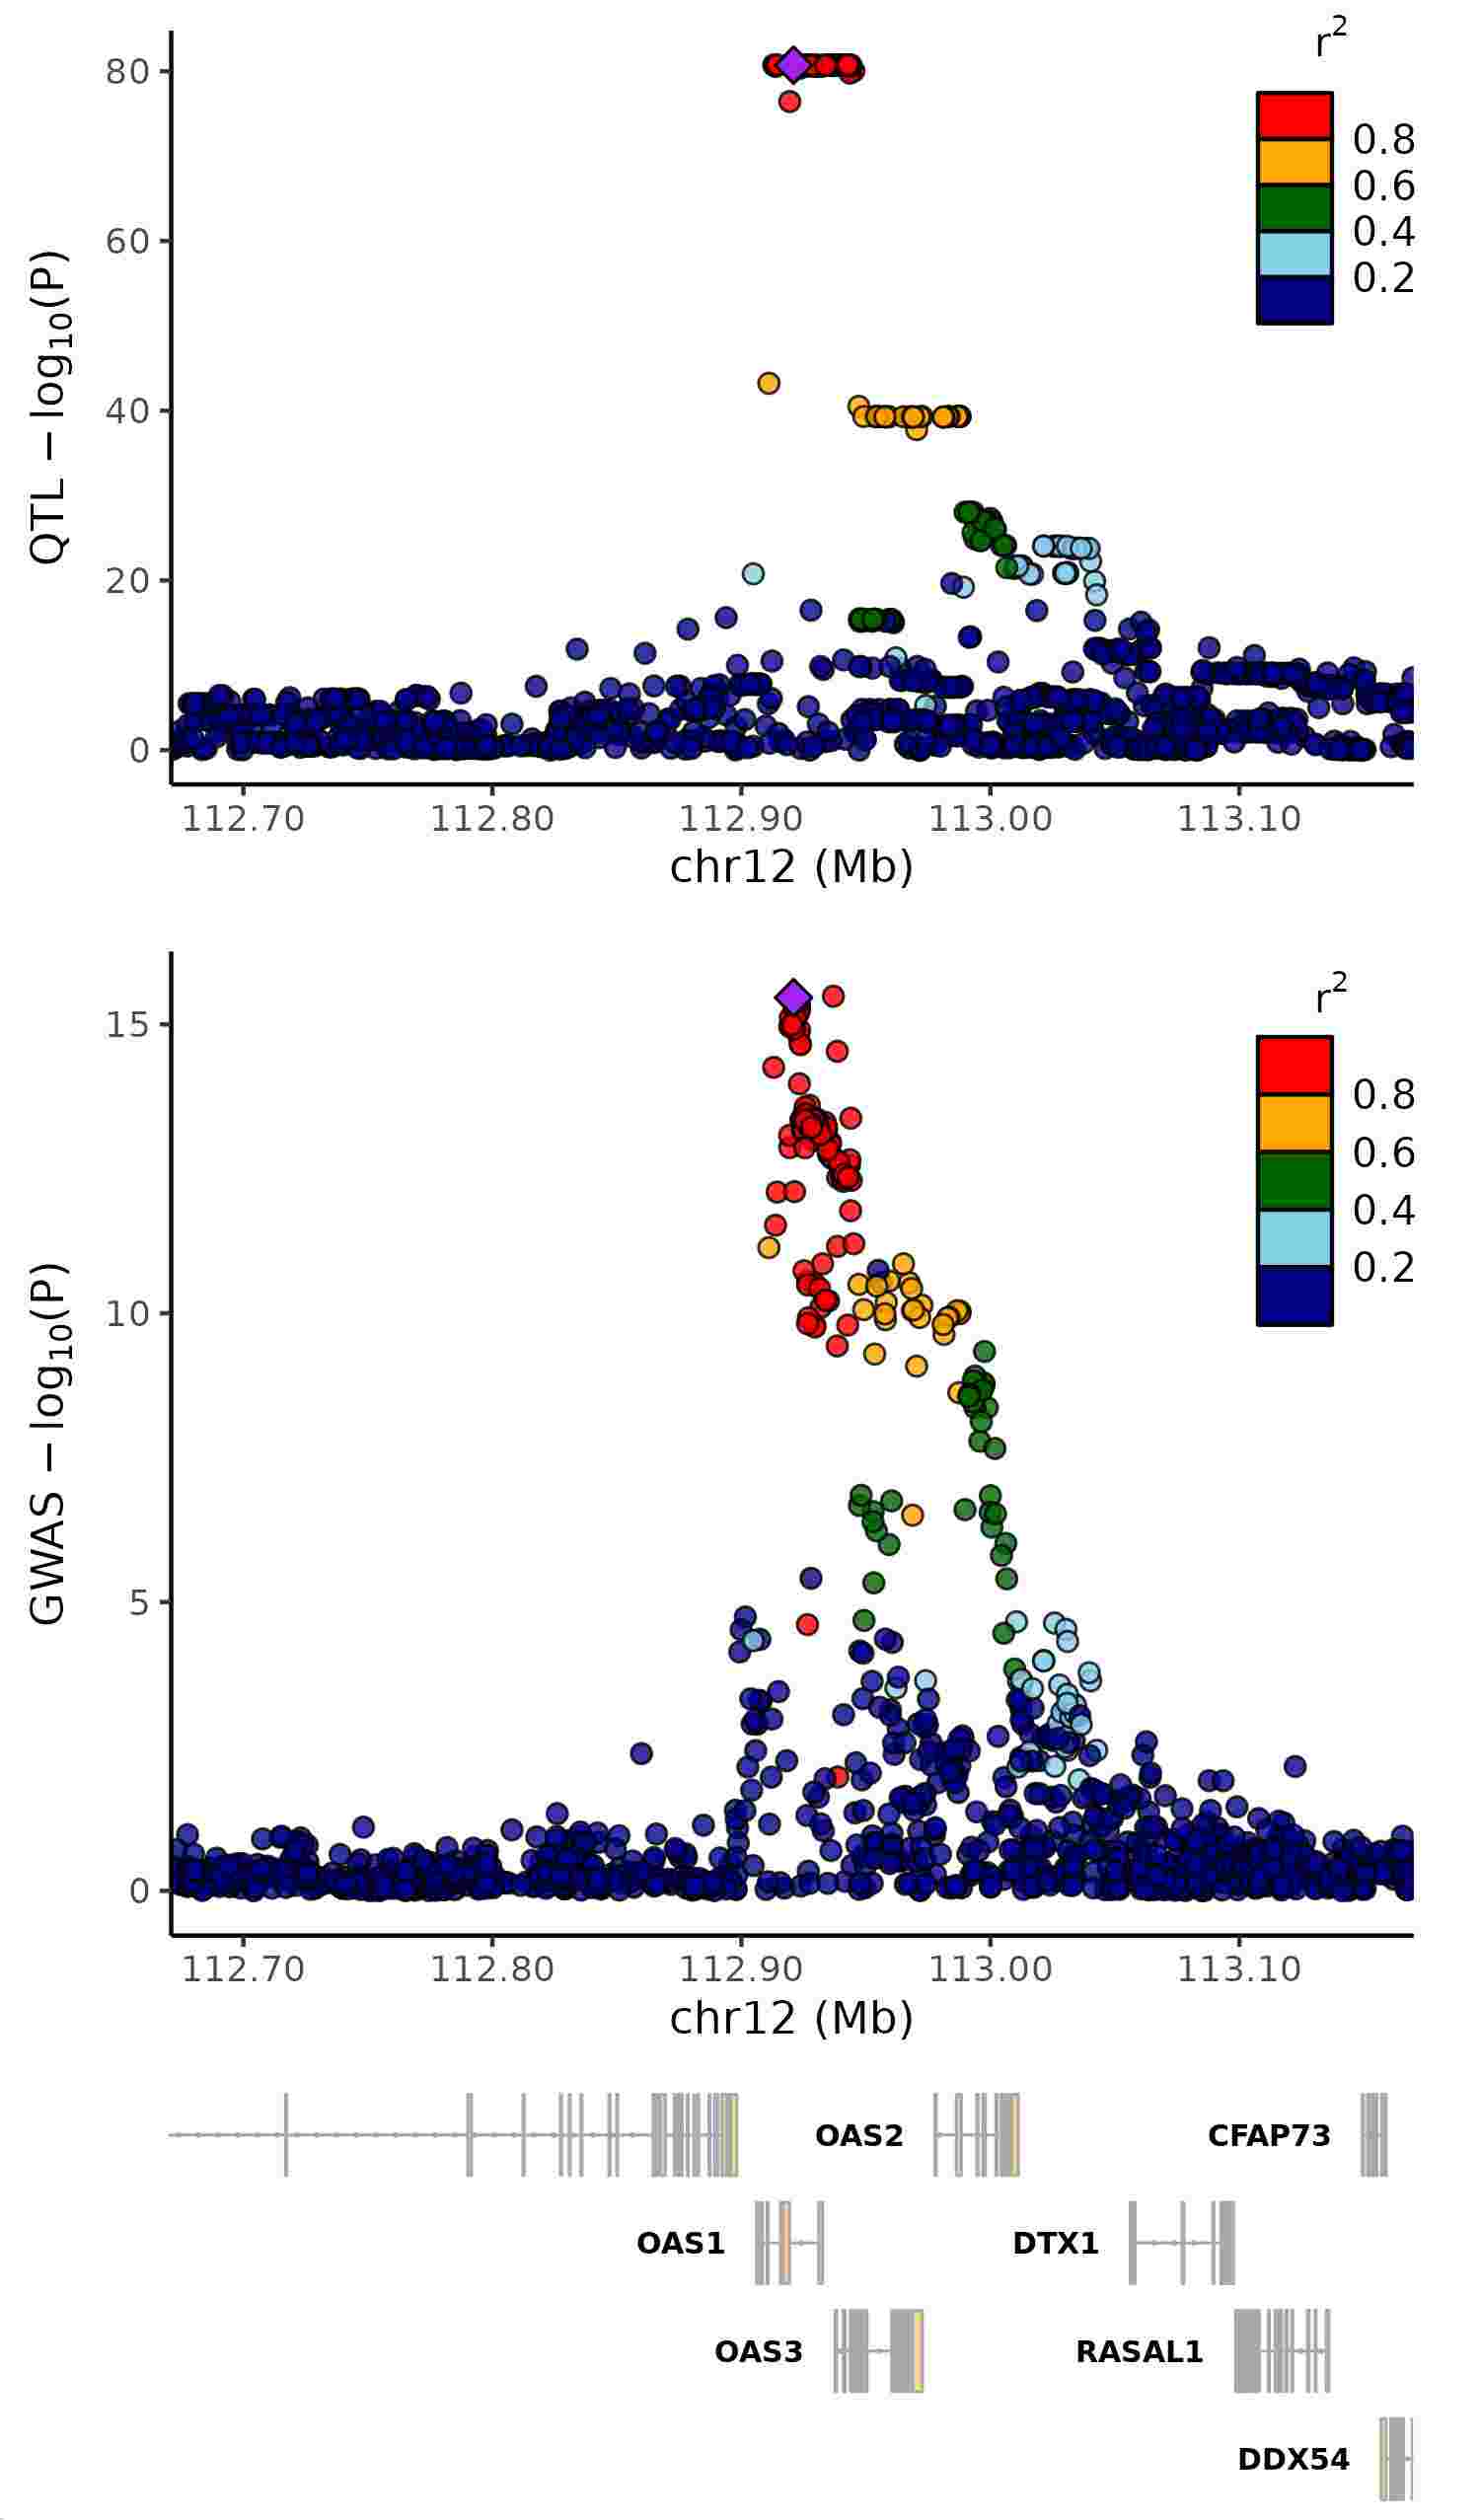 r2
80
60
40
20
0
0.8
0.6
0.4
0.2
QTL −log10(P)
112.70 112.80 112.90 113.00 113.10
chr12 (Mb)
r2
15
10
5
0
0.8
0.6
0.4
0.2
GWAS −log10(P)
112.70 112.80 112.90 113.00 113.10
chr12 (Mb)
OAS2 CFAP73
OAS1 DTX1
OAS3 RASAL1
DDX54